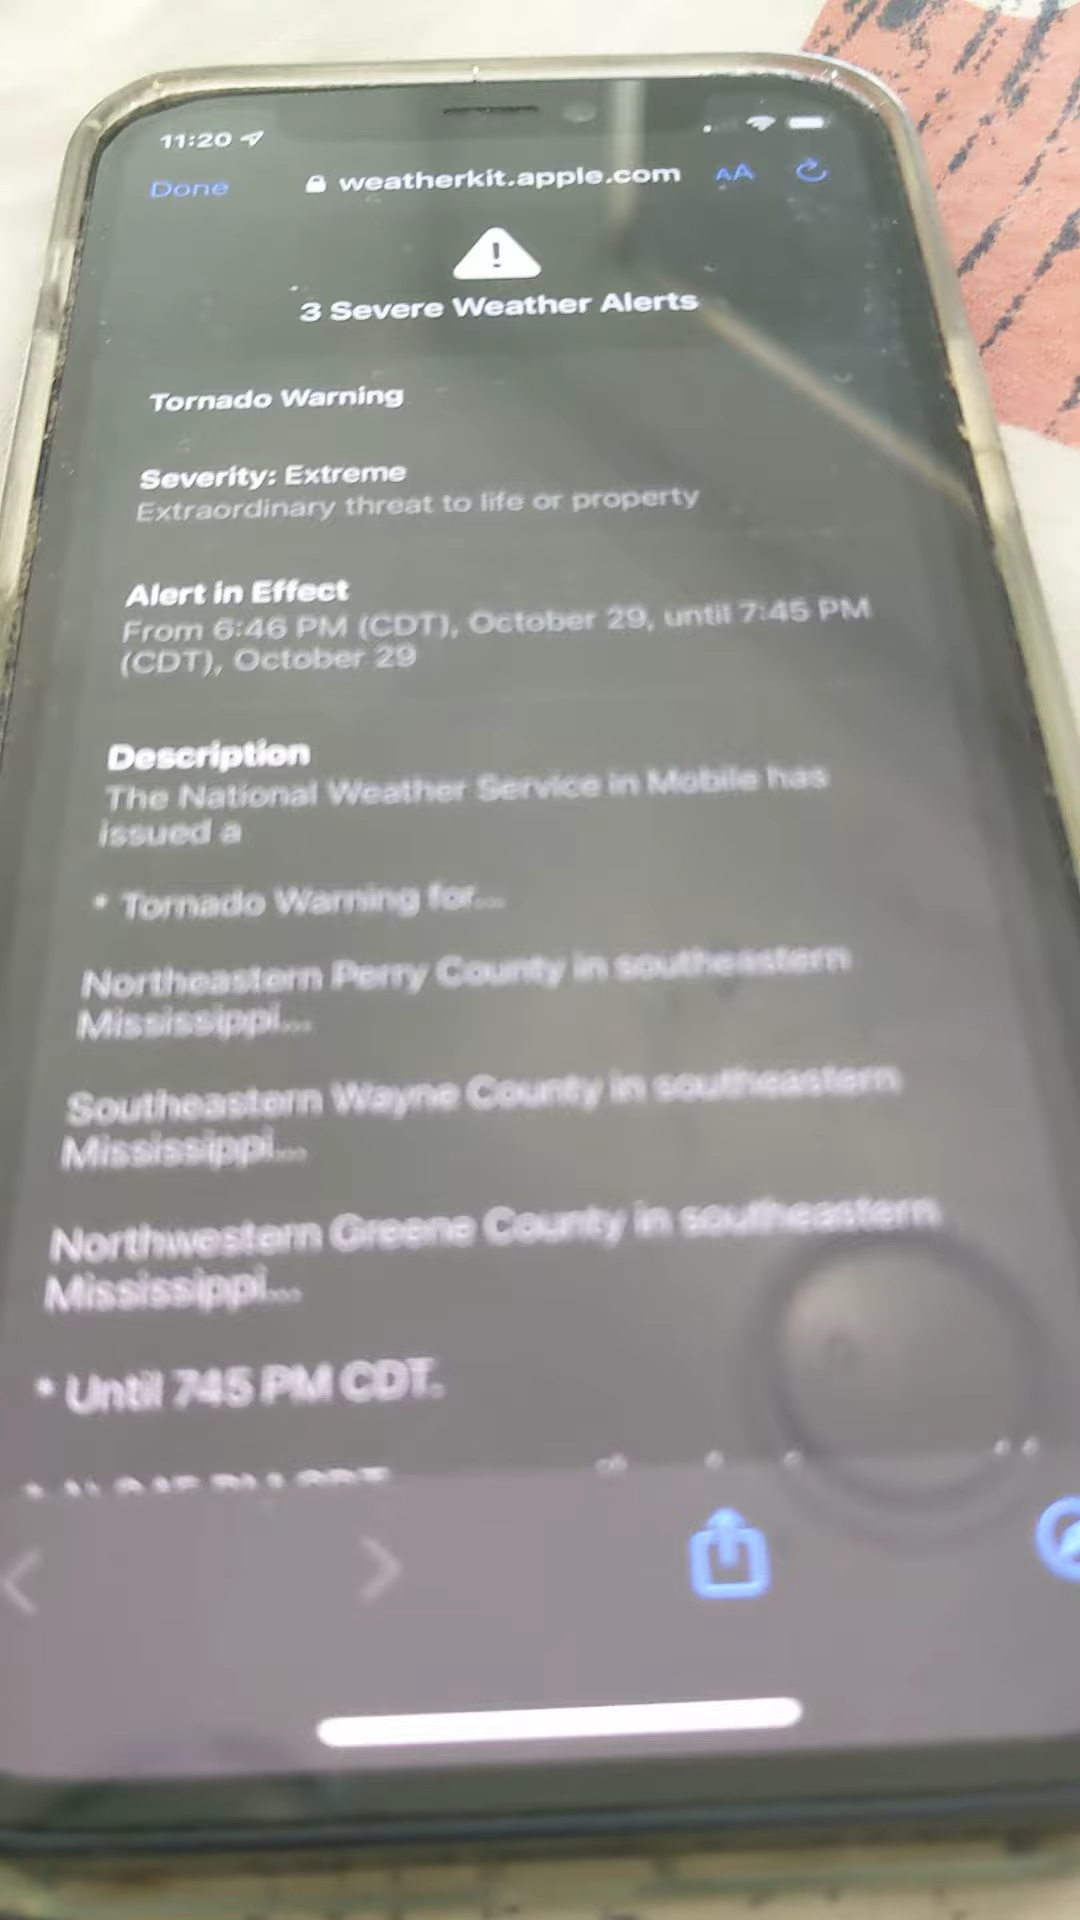 11:20
Done weatherkit.apple.com AA
!
3 Severe Weather Alerts
Tornado Warning
Severity: Extreme
Extraordinary threat to life or property
Alert in Effect
From 6:46 PM (CDT), October 29, until 7:45 PM
(CDT), October 29
Description
The National Weather Service in Mobile has
issued a
* Tornado Warning for...
Northeastern Perry County in southeastern
Mississippi...
Southeastern Wayne County in southeastern
Mississippi...
Northwestern Greene County in southeastern
Mississippi...
* Until 745 PM CDT.